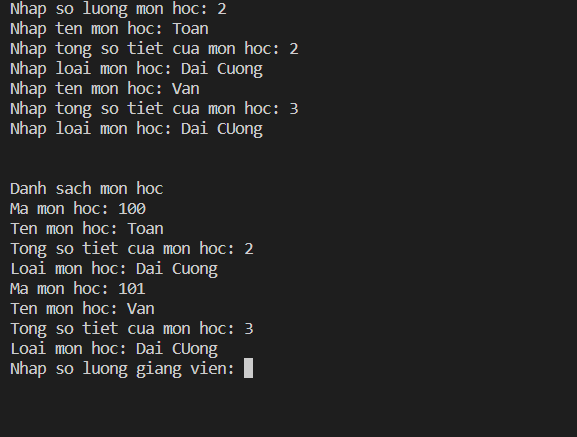 Nhap so luong mon hoc: 2
Nhap ten mon hoc: Toan
Nhap tong so tiet cua mon hoc: 2
Nhap loai mon hoc: Dai Cuong
Nhap ten mon hoc: Van
Nhap tong so tiet cua mon hoc: 3
Nhap loai mon hoc: Dai CUong
Danh sach mon hoc
Ma mon hoc: 100
Ten mon hoc: Toan
Tong so tiet cua mon hoc: 2
Loai mon hoc: Dai Cuong
Ma mon hoc: 101
Ten mon hoc: Van
Tong so tiet cua mon hoc: 3
Loai mon hoc: Dai CUong
Nhap so luong giang vien: